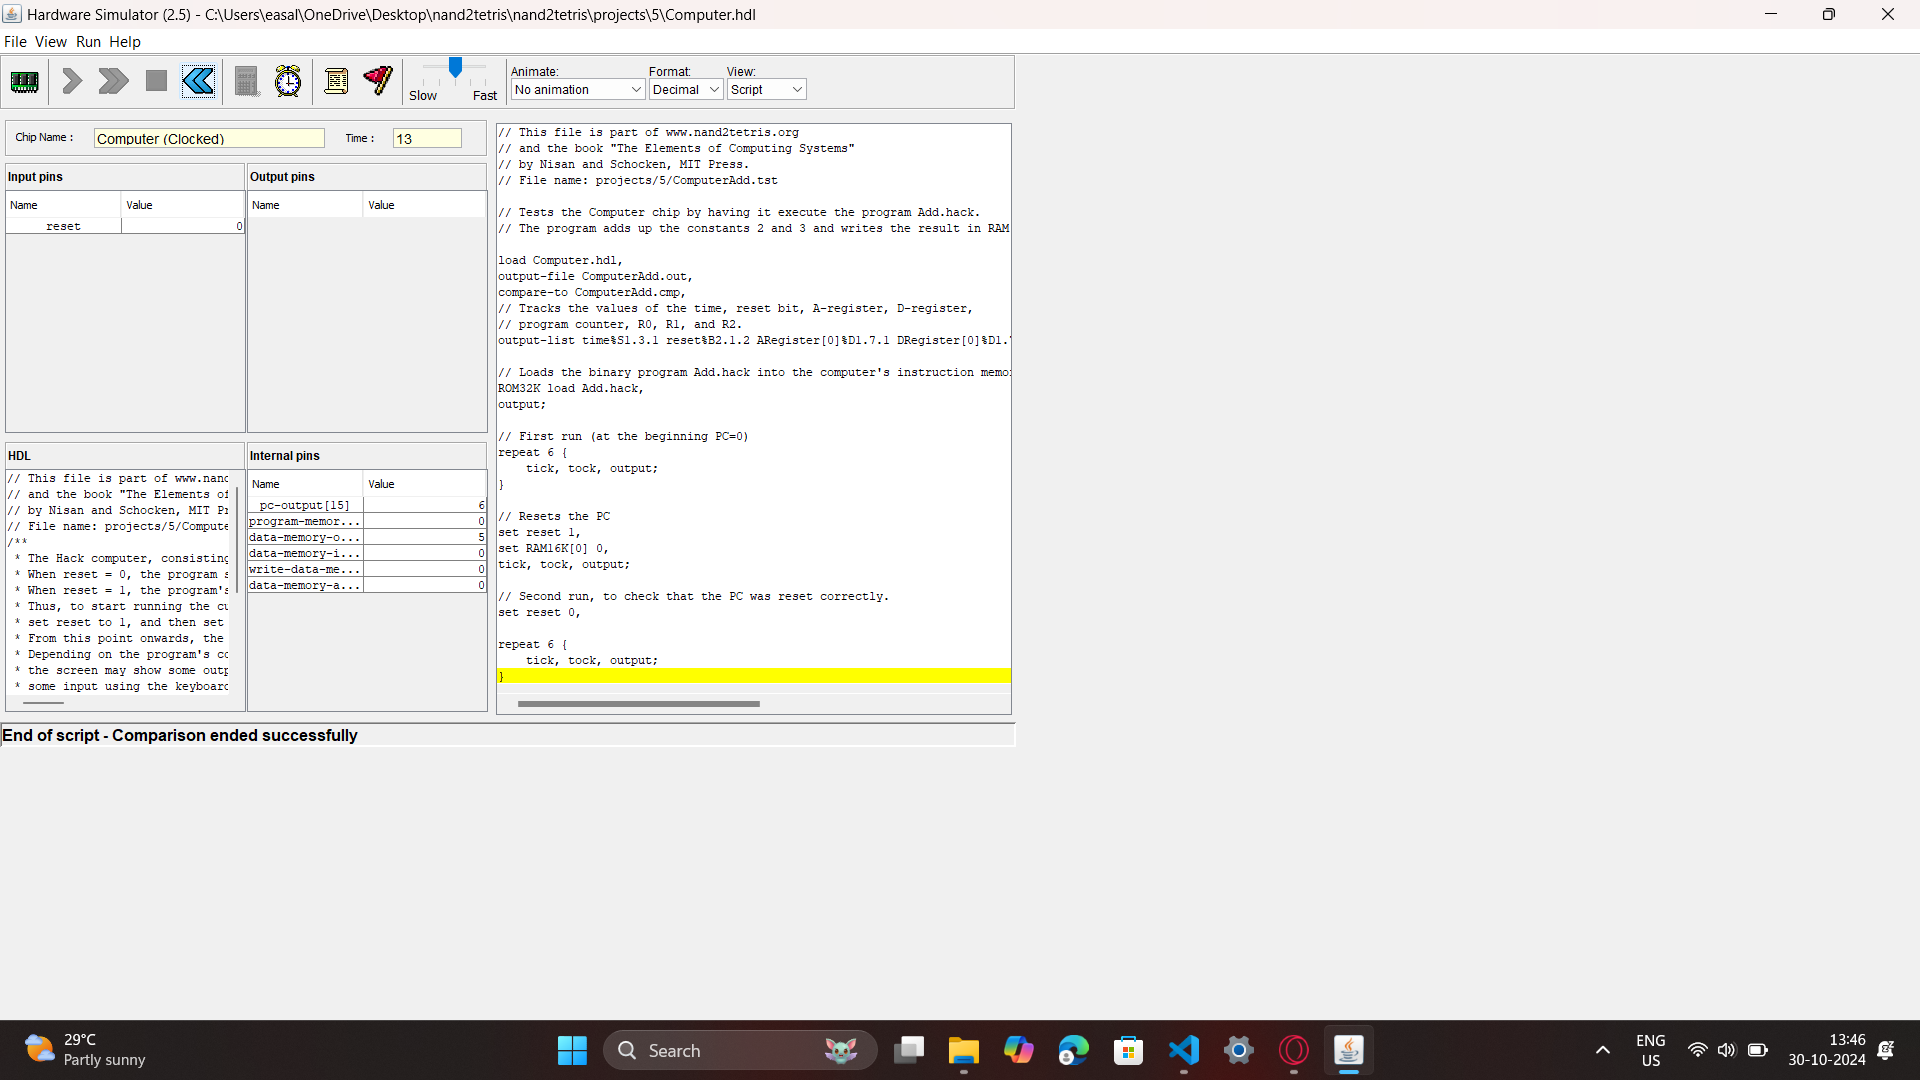 Hardware Simulator (2.5) - C:\Users\easal\OneDrive\Desktop\nand2tetris\nand2tetris\projects\5\Computer.hdl
File View Run Help
Slow Fast
Animate: Format: View:
No animation Decimal Script
Chip Name : Computer (Clocked) Time : 13
Input pins
Name Value
reset 0
Output pins
Name Value
HDL
// This file is part of www.nand
// and the book "The Elements of
// by Nisan and Schocken, MIT Pr
// File name: projects/5/Compute
/**
* The Hack computer, consisting
* When reset = 0, the program s
* When reset = 1, the program's
* Thus, to start running the cu
* set reset to 1, and then set
* From this point onwards, the
* Depending on the program's co
* the screen may show some outp
* some input using the keyboard
Internal pins
Name Value
pc-output[15] 6
program-memor... 0
data-memory-o... 5
data-memory-i... 0
write-data-me... 0
data-memory-a... 0
// This file is part of www.nand2tetris.org
// and the book "The Elements of Computing Systems"
// by Nisan and Schocken, MIT Press.
// File name: projects/5/ComputerAdd.tst
// Tests the Computer chip by having it execute the program Add.hack.
// The program adds up the constants 2 and 3 and writes the result in RAM
load Computer.hdl,
output-file ComputerAdd.out,
compare-to ComputerAdd.cmp,
// Tracks the values of the time, reset bit, A-register, D-register,
// program counter, R0, R1, and R2.
output-list time%S1.3.1 reset%B2.1.2 ARegister[0]%D1.7.1 DRegister[0]%D1.
// Loads the binary program Add.hack into the computer's instruction memo
ROM32K load Add.hack,
output;
// First run (at the beginning PC=0)
repeat 6 {
tick, tock, output;
}
// Resets the PC
set reset 1,
set RAM16K[0] 0,
tick, tock, output;
// Second run, to check that the PC was reset correctly.
set reset 0,
repeat 6 {
tick, tock, output;
}
End of script - Comparison ended successfully
29°C
Partly sunny
Search
ENG
US
13:46
30-10-2024